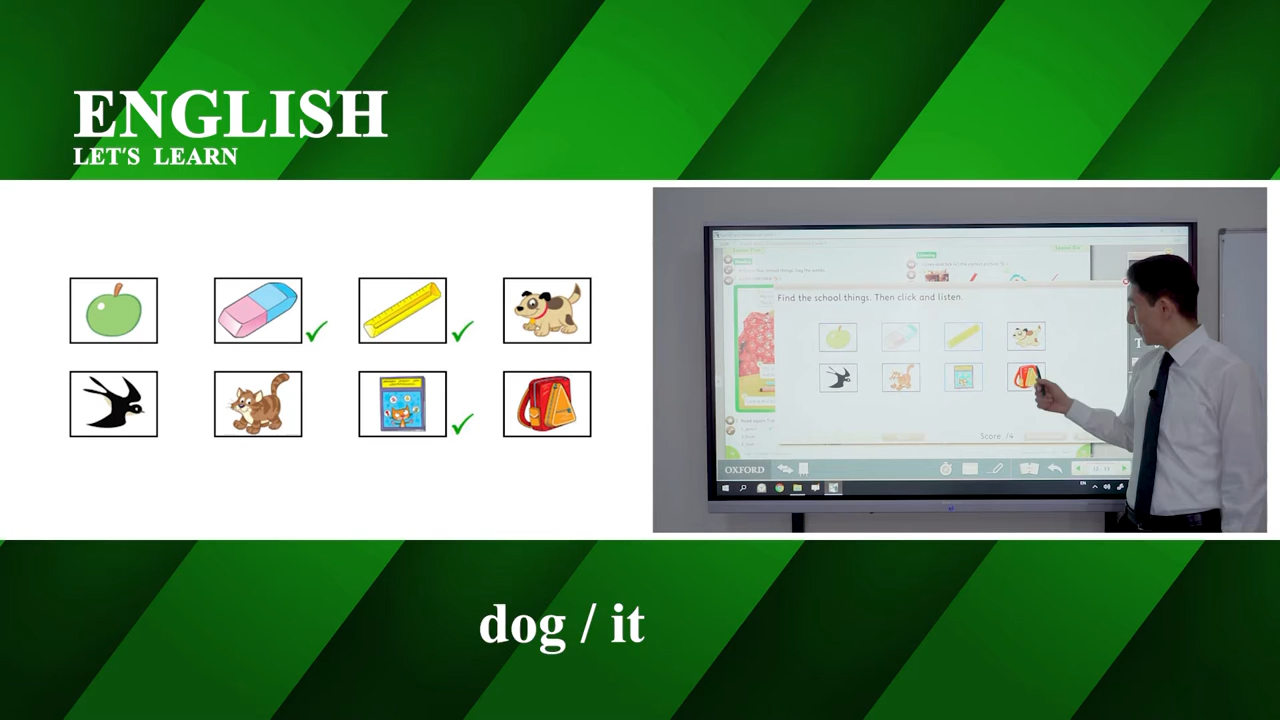 ENGLISH
LET'S LEARN
Find the school things. Then click and listen.
Score /4
OXFORD
dog / it